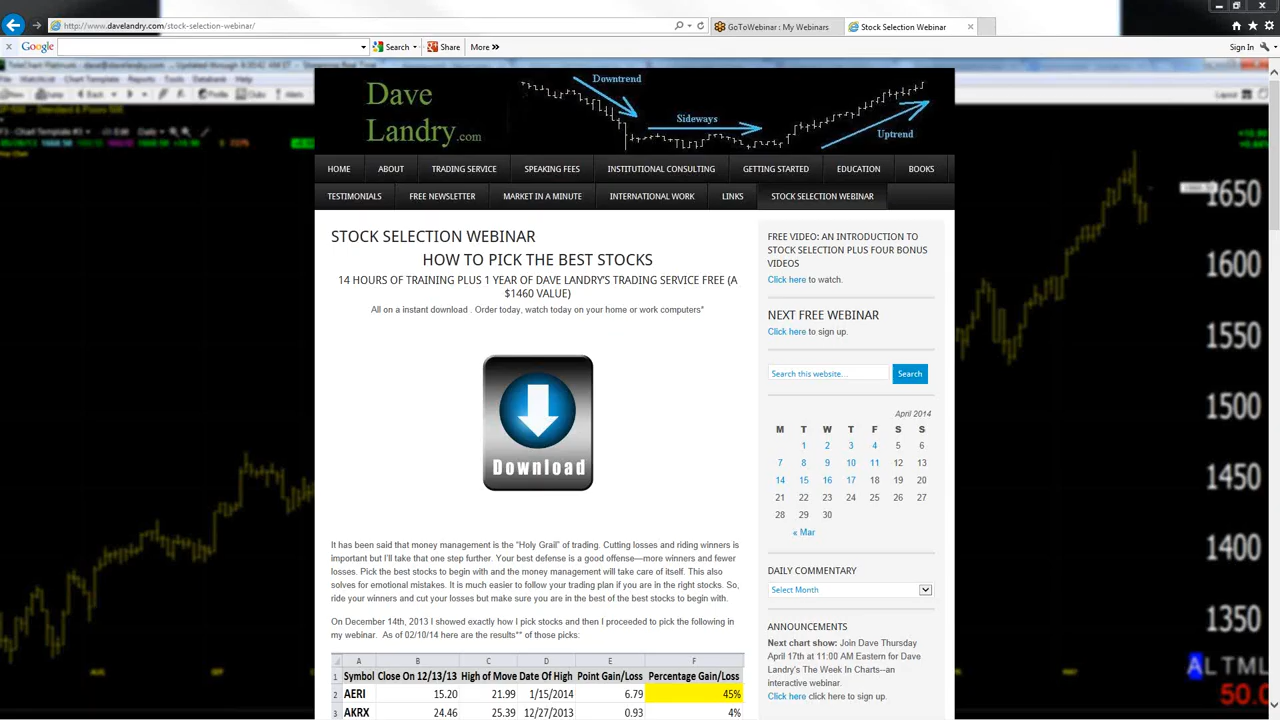 http://www.davelandry.com/stock-selection-webinar/
GoToWebinar : My Webinars
Stock Selection Webinar
Google
Search
Share
More »
Sign In
Dave
Landry.com
Downtrend
Sideways
Uptrend
HOME ABOUT TRADING SERVICE SPEAKING FEES INSTITUTIONAL CONSULTING GETTING STARTED EDUCATION BOOKS
TESTIMONIALS FREE NEWSLETTER MARKET IN A MINUTE INTERNATIONAL WORK LINKS STOCK SELECTION WEBINAR
STOCK SELECTION WEBINAR
HOW TO PICK THE BEST STOCKS
14 HOURS OF TRAINING PLUS 1 YEAR OF DAVE LANDRY'S TRADING SERVICE FREE (A
$1460 VALUE)
All on a instant download . Order today, watch today on your home or work computers*
Download
It has been said that money management is the “Holy Grail” of trading. Cutting losses and riding winners is
important but I'll take that one step further. Your best defense is a good offense—more winners and fewer
losses. Pick the best stocks to begin with and the money management will take care of itself. This also
solves for emotional mistakes. It is much easier to follow your trading plan if you are in the right stocks. So,
ride your winners and cut your losses but make sure you are in the best of the best stocks to begin with.
On December 14th, 2013 I showed exactly how I pick stocks and then I proceeded to pick the following in
my webinar. As of 02/10/14 here are the results** of those picks:
A B C D E F
1 Symbol Close On 12/13/13 High of Move Date Of High Point Gain/Loss Percentage Gain/Loss
2 AERI 15.20 21.99 1/15/2014 6.79 45%
3 AKRX 24.46 25.39 12/27/2013 0.93 4%
FREE VIDEO: AN INTRODUCTION TO
STOCK SELECTION PLUS FOUR BONUS
VIDEOS
Click here to watch.
NEXT FREE WEBINAR
Click here to sign up.
Search this website…
Search
April 2014
M T W T F S S
1 2 3 4 5 6
7 8 9 10 11 12 13
14 15 16 17 18 19 20
21 22 23 24 25 26 27
28 29 30
« Mar
DAILY COMMENTARY
Select Month
ANNOUNCEMENTS
Next chart show: Join Dave Thursday
April 17th at 11:00 AM Eastern for Dave
Landry's The Week In Charts--an
interactive webinar.
Click here click here to sign up.
1650
1600
1550
1500
1450
1400
1350
A L T M L
50.0